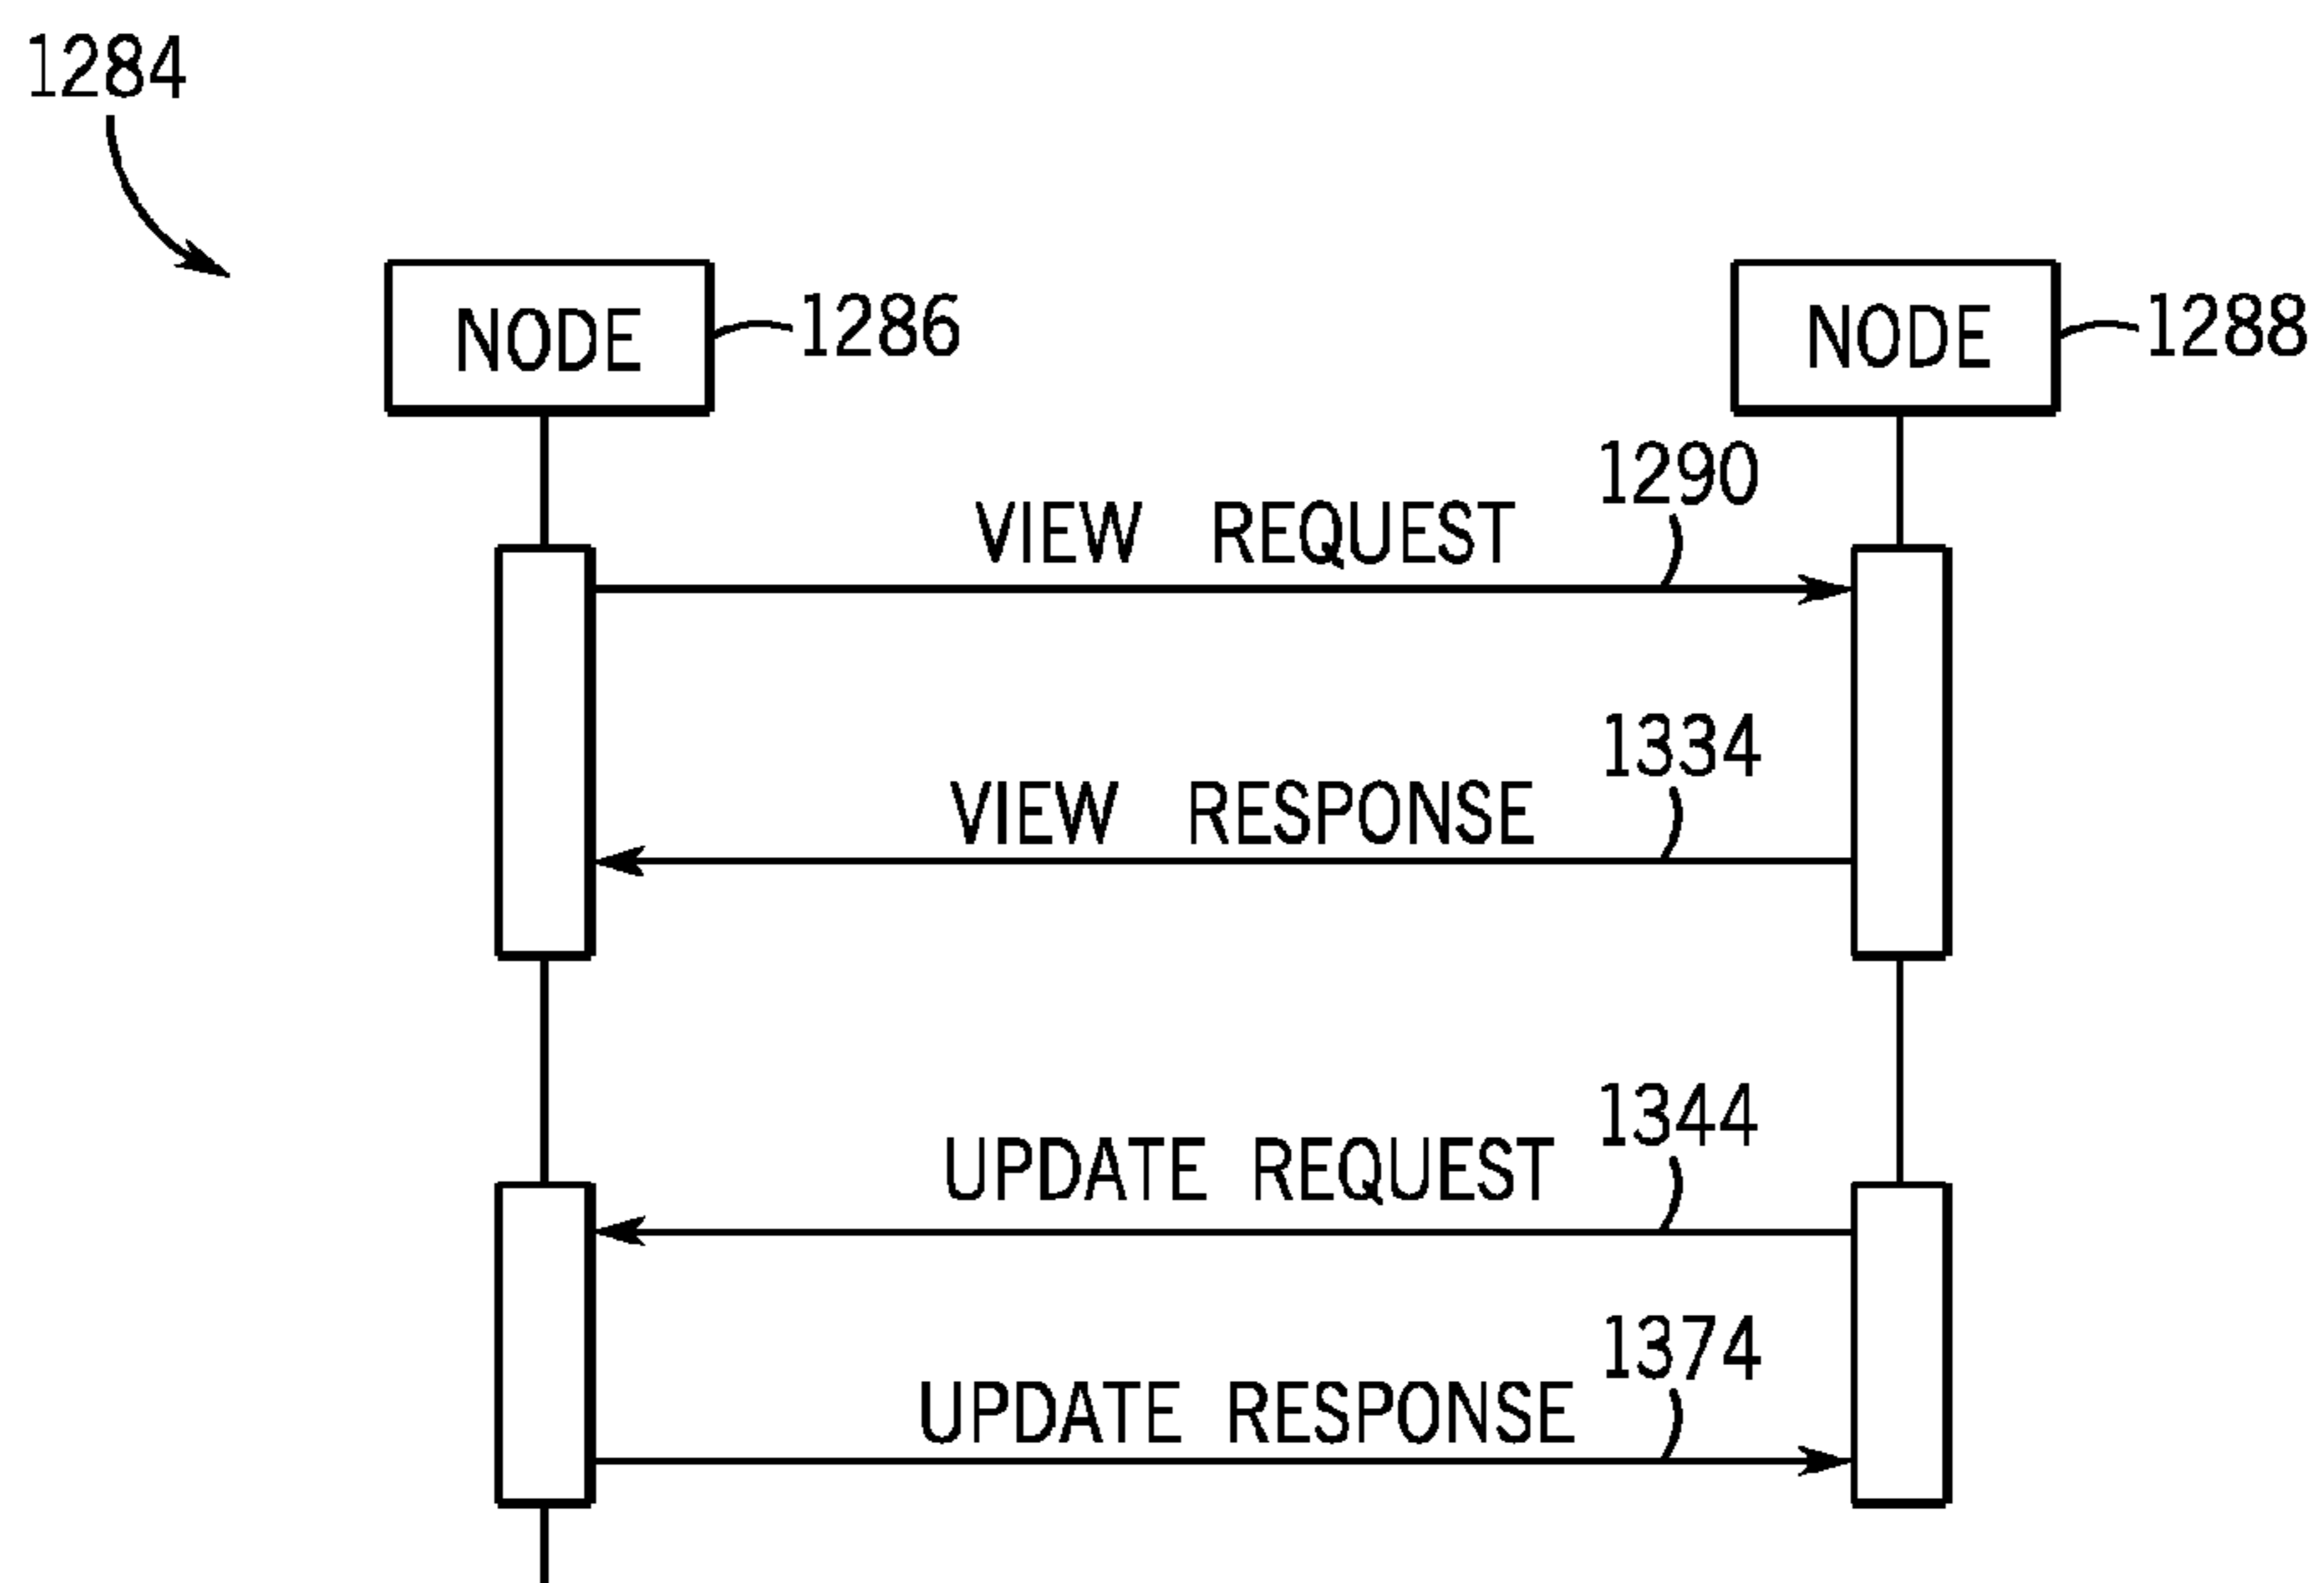 1284
NODE
1286
NODE
1288
1290
VIEW REQUEST
1334
VIEW RESPONSE
1344
UPDATE REQUEST
1374
UPDATE RESPONSE